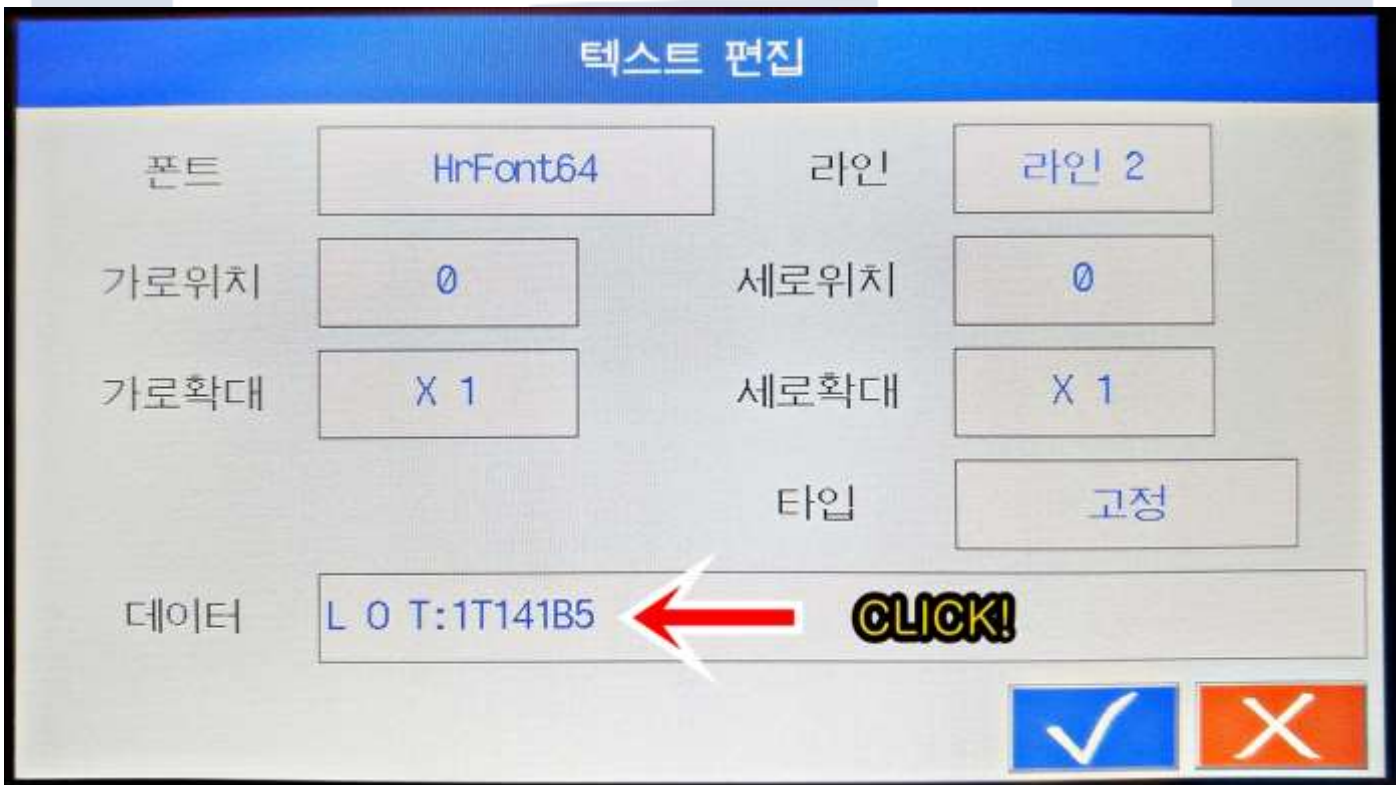 텍스트 편집
폰트 HrFont64 라인 라인 2
가로위치 0 세로위치 0
가로확대 X 1 세로확대 X 1
타입 고정
데이터 L O T:1T141B5 CLICK!